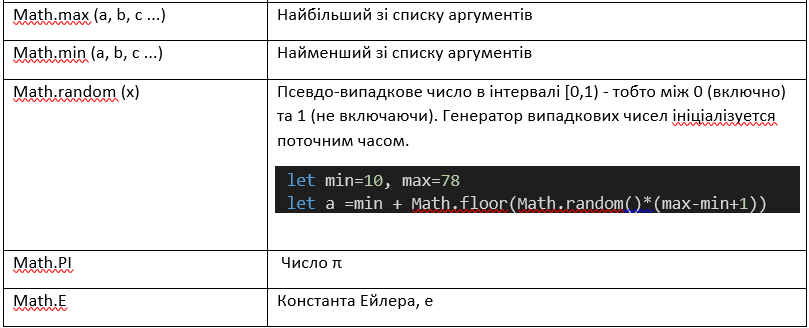 Math.max (a, b, c ...)
Найбільший зі списку аргументів
Math.min (a, b, c ...)
Найменший зі списку аргументів
Math.random (x)
Псевдо-випадкове число в інтервалі [0,1) - тобто між 0 (включно)
та 1 (не включаючи). Генератор випадкових чисел ініціалізуется
поточним часом.
let min=10, max=78
let a =min + Math.floor(Math.random()*(max-min+1))
Math.PI
Число π
Math.E
Константа Ейлера, e